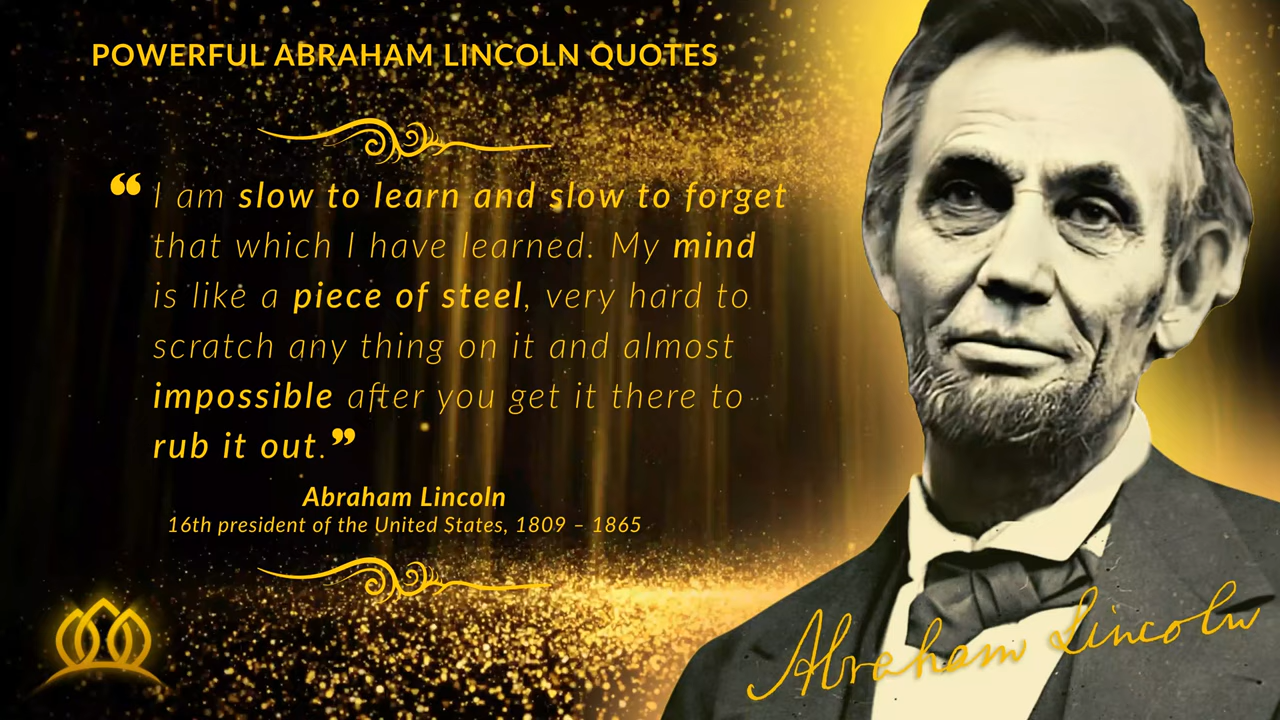 POWERFUL ABRAHAM LINCOLN QUOTES
“I am slow to learn and slow to forget
that which I have learned. My mind
is like a piece of steel, very hard to
scratch any thing on it and almost
impossible after you get it there to
rub it out.”
Abraham Lincoln
16th president of the United States, 1809 – 1865
Abraham Lincoln